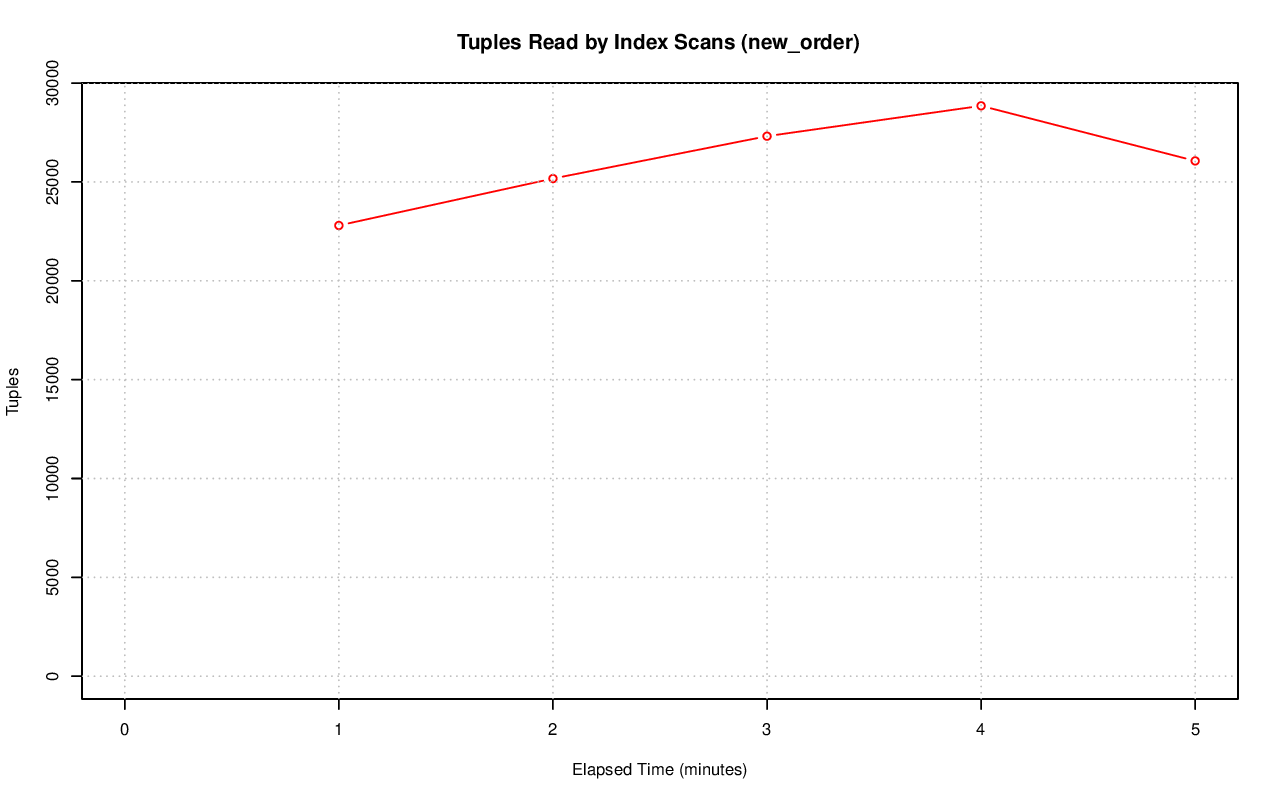 Tuples Read by Index Scans (new_order)
30000
25000
20000
15000
10000
5000
0
Tuples
0 1 2 3 4 5
Elapsed Time (minutes)